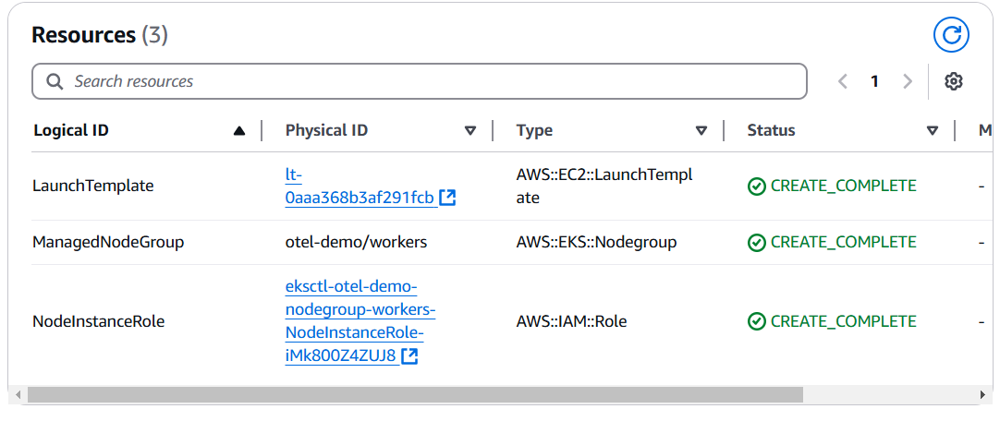 Resources (3)
Search resources
1
Logical ID Physical ID Type Status M
LaunchTemplate lt-0aaa368b3af291fcb AWS::EC2::LaunchTemplate CREATE_COMPLETE -
ManagedNodeGroup otel-demo/workers AWS::EKS::Nodegroup CREATE_COMPLETE -
NodeInstanceRole eksctl-otel-demo-nodegroup-workers-NodeInstanceRole-iMk800Z4ZUJ8 AWS::IAM::Role CREATE_COMPLETE -